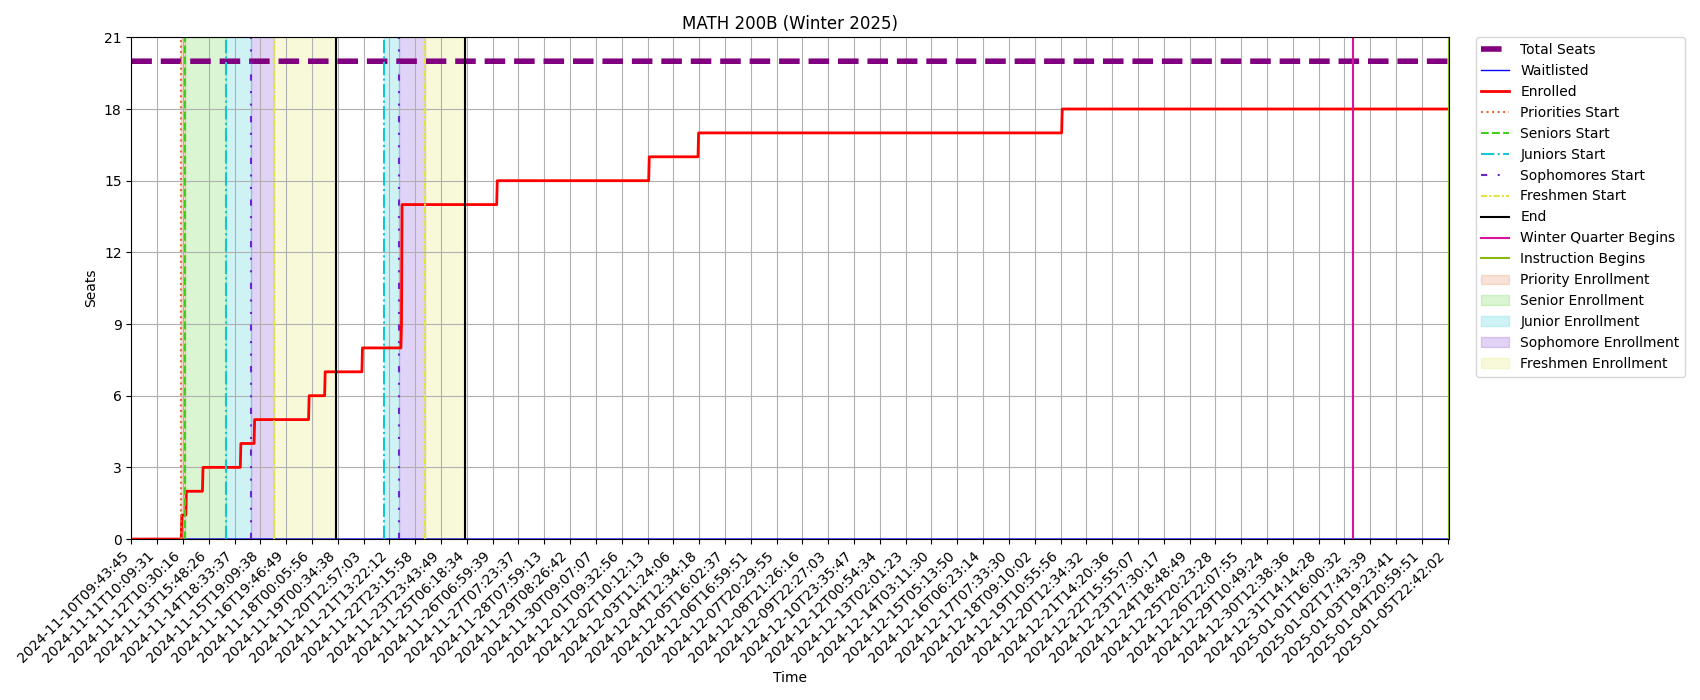 MATH 200B (Winter 2025)
21
18
15
12
9
6
3
0
Seats
2024-11-10T09:43:45
2024-11-11T10:09:31
2024-11-12T10:30:16
2024-11-13T15:48:26
2024-11-14T18:33:37
2024-11-15T19:09:38
2024-11-16T19:46:49
2024-11-18T00:05:56
2024-11-19T00:34:38
2024-11-20T12:57:03
2024-11-21T13:22:12
2024-11-22T23:15:58
2024-11-23T23:43:49
2024-11-25T06:18:34
2024-11-26T06:59:39
2024-11-27T07:23:37
2024-11-28T07:59:13
2024-11-29T08:26:42
2024-11-30T09:07:07
2024-12-01T09:32:56
2024-12-02T10:12:13
2024-12-03T11:24:06
2024-12-04T12:34:18
2024-12-05T16:02:37
2024-12-06T16:59:51
2024-12-07T20:29:55
2024-12-08T21:26:16
2024-12-09T22:27:03
2024-12-10T23:35:47
2024-12-12T00:54:34
2024-12-13T02:01:23
2024-12-14T03:11:30
2024-12-15T05:13:50
2024-12-16T06:23:14
2024-12-17T07:33:30
2024-12-18T09:10:02
2024-12-19T10:55:56
2024-12-20T12:34:32
2024-12-21T14:20:36
2024-12-22T15:55:07
2024-12-23T17:30:17
2024-12-24T18:48:49
2024-12-25T20:23:28
2024-12-26T22:07:55
2024-12-29T10:49:24
2024-12-30T12:38:36
2024-12-31T14:14:28
2025-01-01T16:00:32
2025-01-02T17:43:39
2025-01-03T19:23:41
2025-01-04T20:59:51
2025-01-05T22:42:02
Time
Total Seats
Waitlisted
Enrolled
Priorities Start
Seniors Start
Juniors Start
Sophomores Start
Freshmen Start
End
Winter Quarter Begins
Instruction Begins
Priority Enrollment
Senior Enrollment
Junior Enrollment
Sophomore Enrollment
Freshmen Enrollment